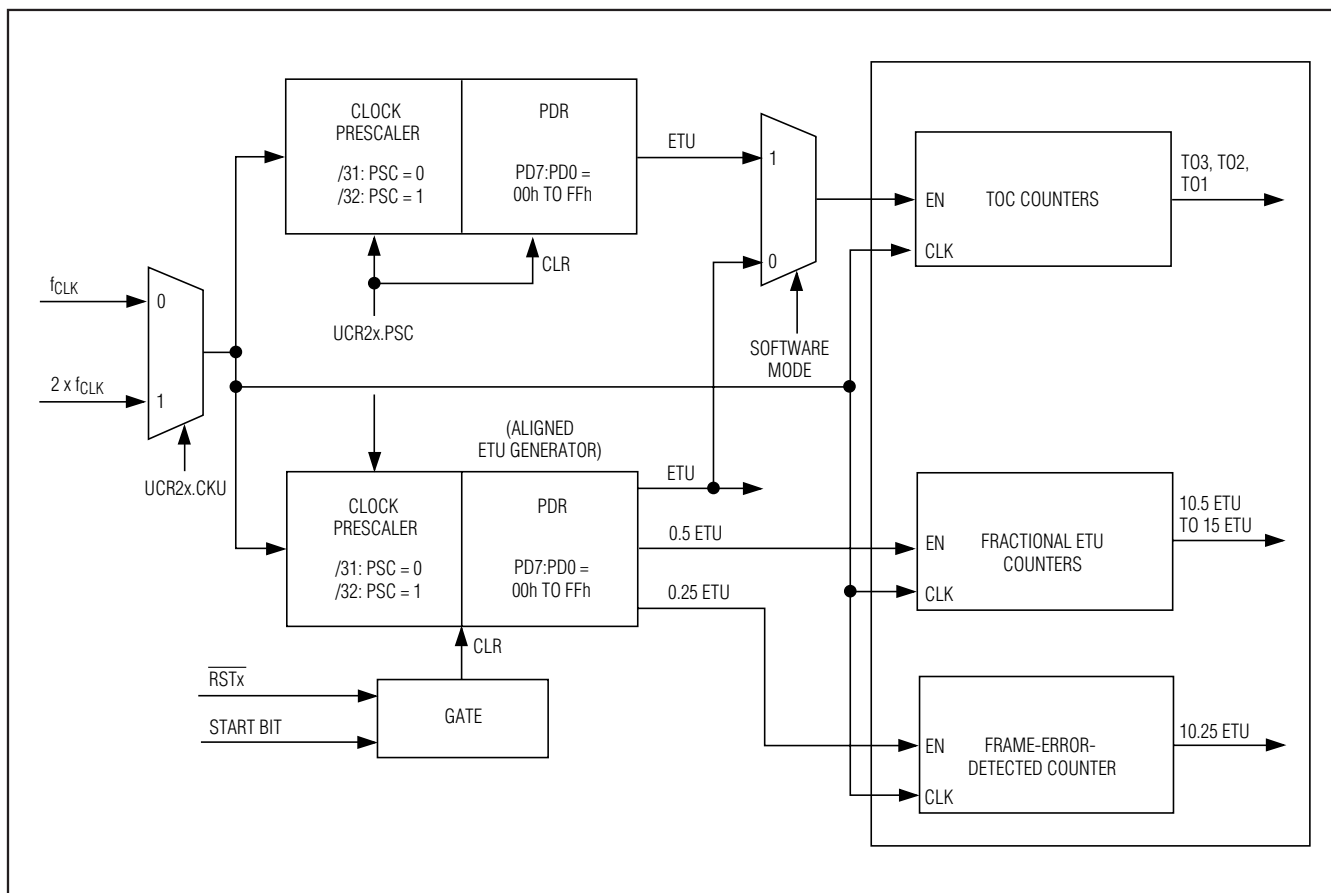 CLOCK
PRESCALER
/31: PSC = 0
/32: PSC = 1
PDR
PD7:PD0 =
00h TO FFh
ETU
CLR
UCR2x.PSC
1
0
SOFTWARE
MODE
EN
CLK
TOC COUNTERS
TO3, TO2,
TO1
fCLK
0
2 x fCLK
1
UCR2x.CKU
(ALIGNED
ETU GENERATOR)
CLOCK
PRESCALER
/31: PSC = 0
/32: PSC = 1
PDR
PD7:PD0 =
00h TO FFh
ETU
0.5 ETU
0.25 ETU
CLR
RSTx
START BIT
GATE
EN
CLK
FRACTIONAL ETU
COUNTERS
10.5 ETU
TO 15 ETU
EN
CLK
FRAME-ERROR-
DETECTED COUNTER
10.25 ETU